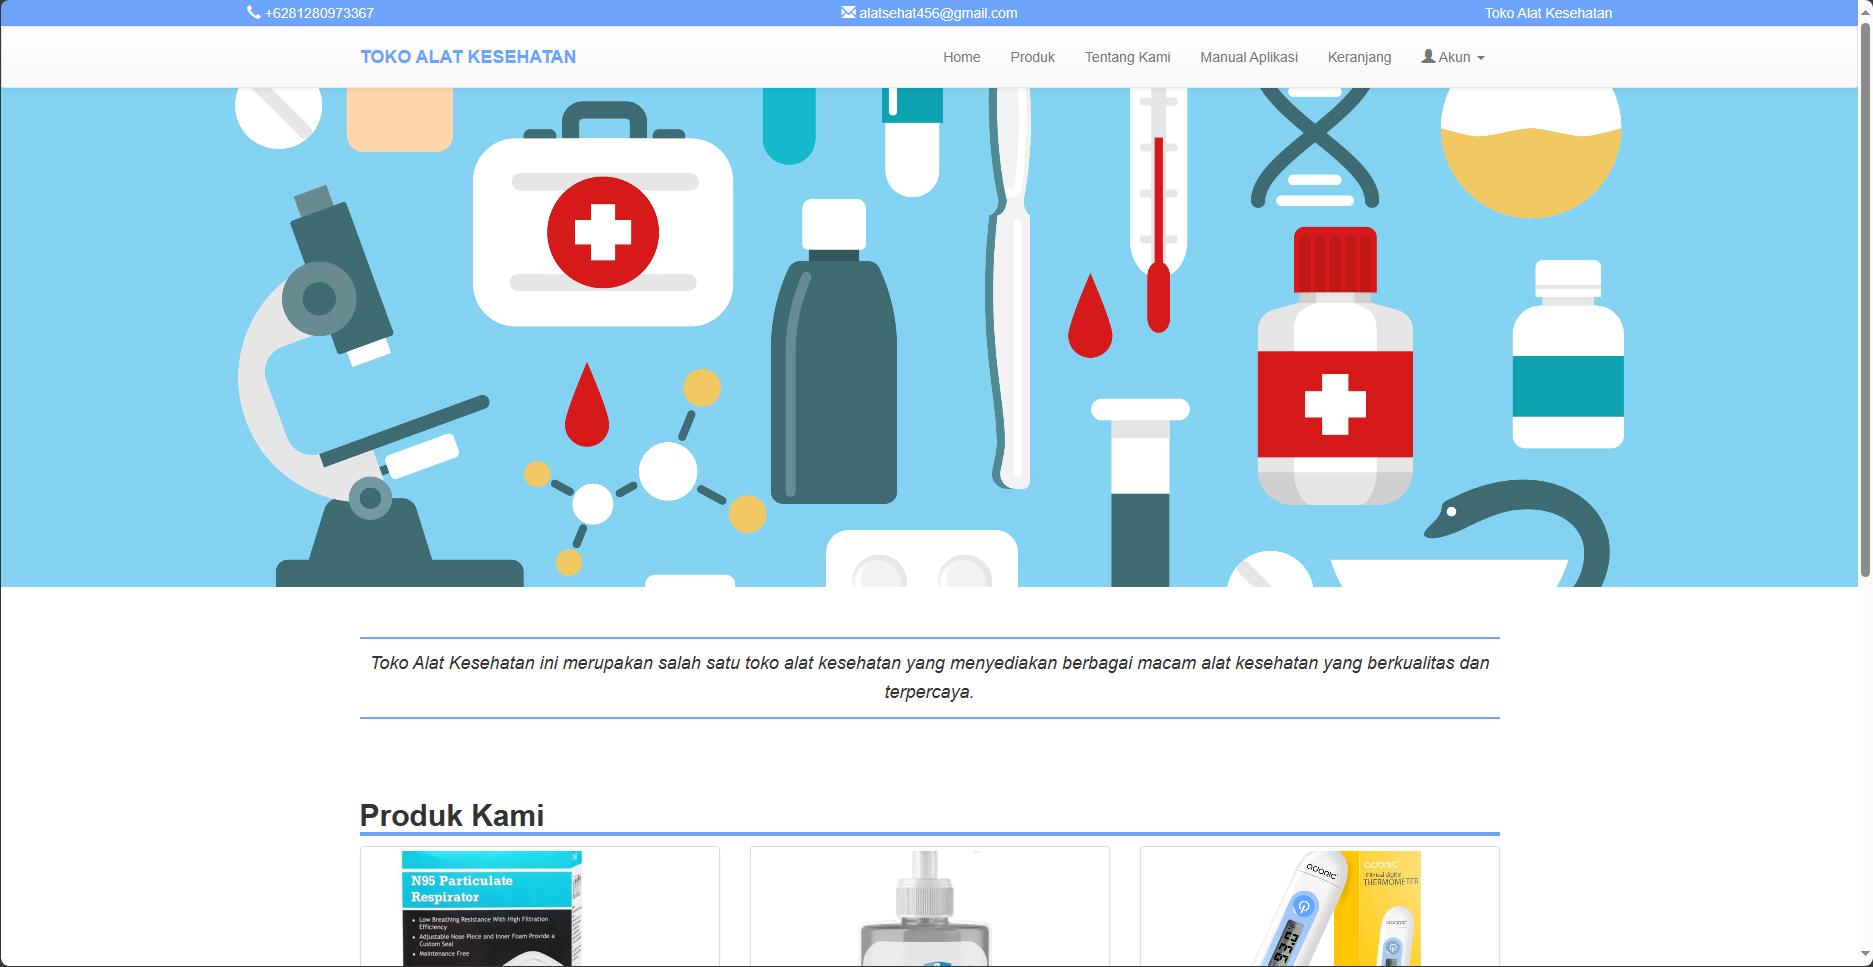 +6281280973367
alatsehat456@gmail.com
Toko Alat Kesehatan
TOKO ALAT KESEHATAN
Home
Produk
Tentang Kami
Manual Aplikasi
Keranjang
Akun
Toko Alat Kesehatan ini merupakan salah satu toko alat kesehatan yang menyediakan berbagai macam alat kesehatan yang berkualitas dan
terpercaya.
Produk Kami
N95 Particulate
Respirator
• Low Breathing Resistance With High Filtration
Efficiency
• Adjustable Nose Piece and Inner Foam Provide a
Custom Seal
• Maintenance Free
aoonic
aoonic
Clinical digital
THERMOMETER
aoonic